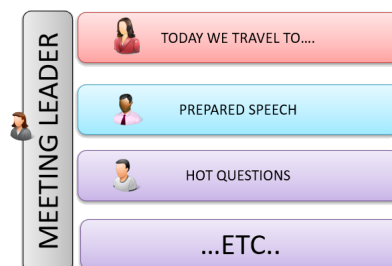 MEETING LEADER
TODAY WE TRAVEL TO....
PREPARED SPEECH
HOT QUESTIONS
...ETC..